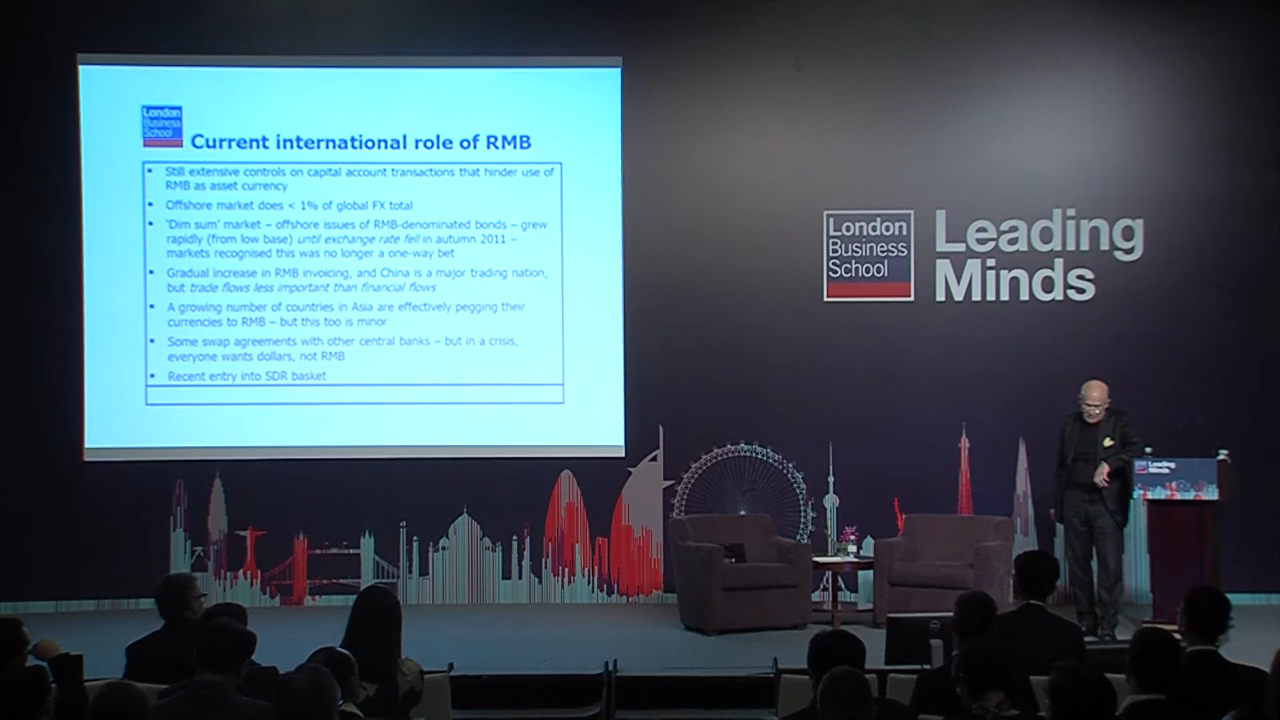 London
Business
School
Current international role of RMB
▪ Still extensive controls on capital account transactions that hinder use of
RMB as asset currency
▪ Offshore market does < 1% of global FX total
▪ 'Dim sum' market – offshore issues of RMB-denominated bonds – grew
rapidly (from low base) until exchange rate fell in autumn 2011 –
markets recognised this was no longer a one-way bet
▪ Gradual increase in RMB invoicing, and China is a major trading nation,
but trade flows less important than financial flows
▪ A growing number of countries in Asia are effectively pegging their
currencies to RMB – but this too is minor
▪ Some swap agreements with other central banks – but in a crisis,
everyone wants dollars, not RMB
▪ Recent entry into SDR basket
London
Business
School
Leading
Minds
Leading
Minds